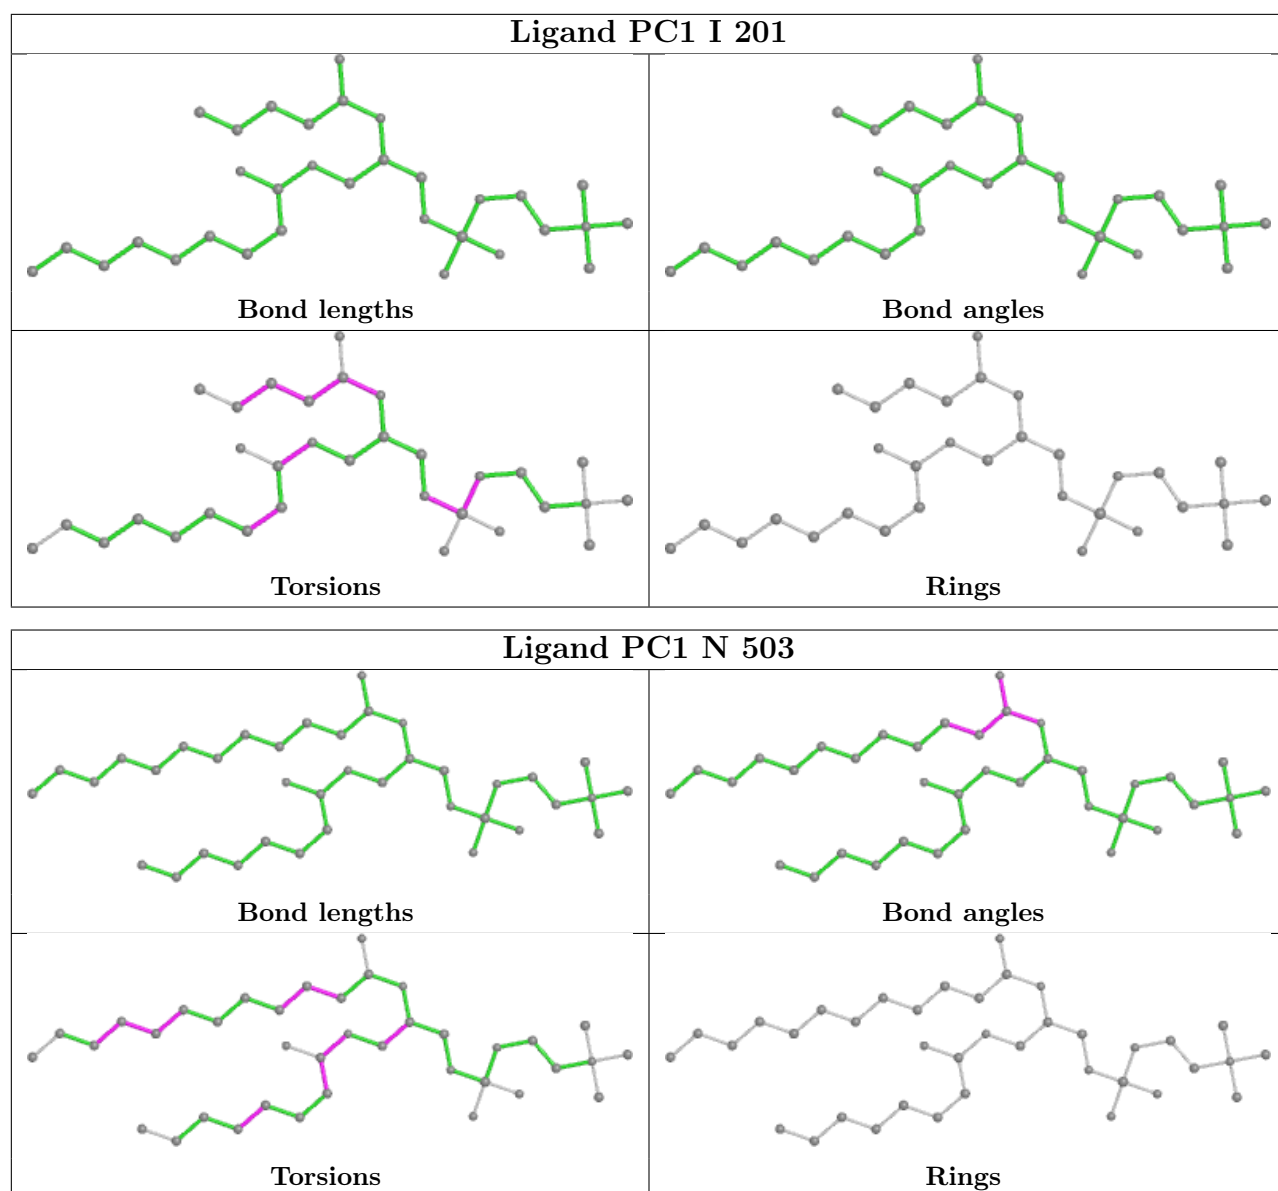 Ligand PC1 I 201
Bond lengths
Bond angles
Torsions
Rings
Ligand PC1 N 503
Bond lengths
Bond angles
Torsions
Rings